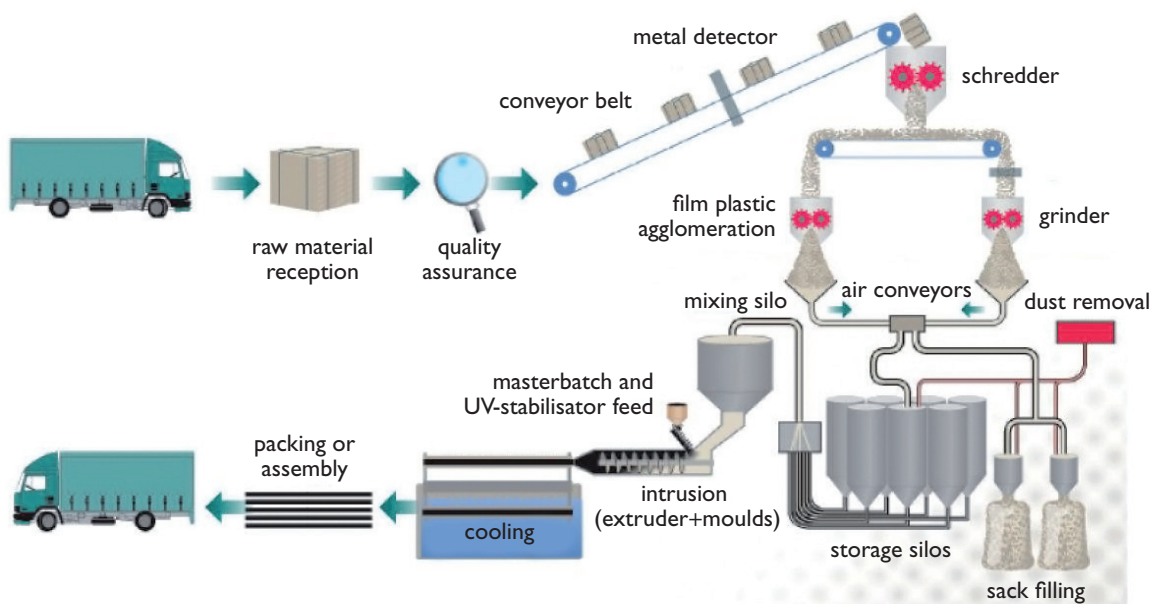 metal detector
schredder
conveyor belt
raw material
reception
quality
assurance
film plastic
agglomeration
grinder
air conveyors
dust removal
mixing silo
masterbatch and
UV-stabilisator feed
packing or
assembly
cooling
intrusion
(extruder+moulds)
storage silos
sack filling